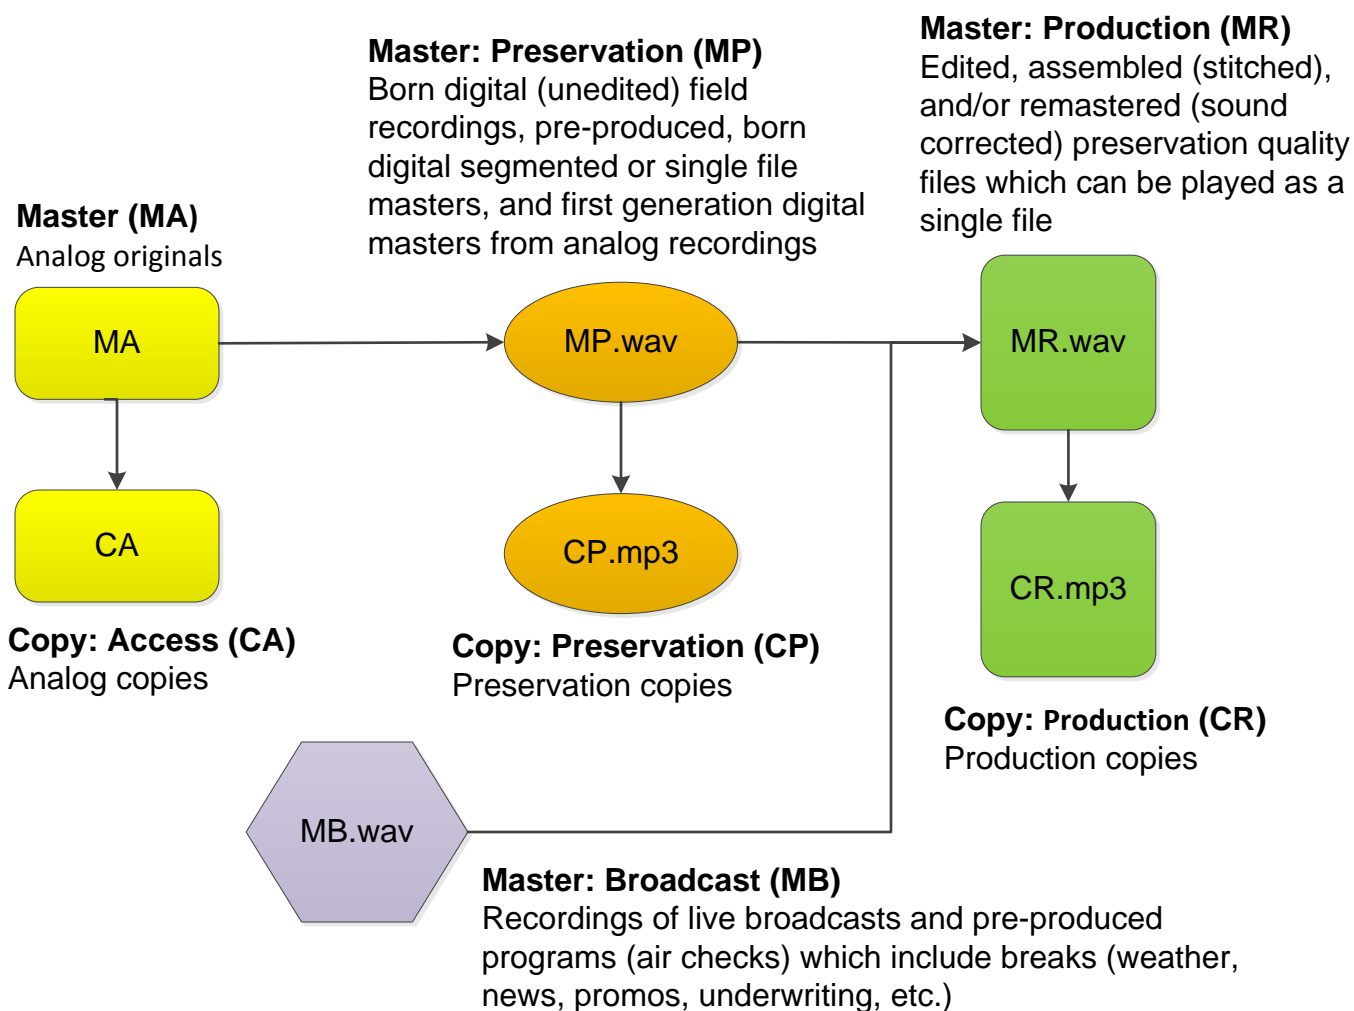 Master: Preservation (MP)
Born digital (unedited) field
recordings, pre-produced, born
digital segmented or single file
masters, and first generation digital
masters from analog recordings
Master: Production (MR)
Edited, assembled (stitched),
and/or remastered (sound
corrected) preservation quality
files which can be played as a
single file
Master (MA)
Analog originals
MA
MP.wav
MR.wav
CA
CP.mp3
CR.mp3
Copy: Access (CA)
Analog copies
Copy: Preservation (CP)
Preservation copies
Copy: Production (CR)
Production copies
MB.wav
Master: Broadcast (MB)
Recordings of live broadcasts and pre-produced
programs (air checks) which include breaks (weather,
news, promos, underwriting, etc.)